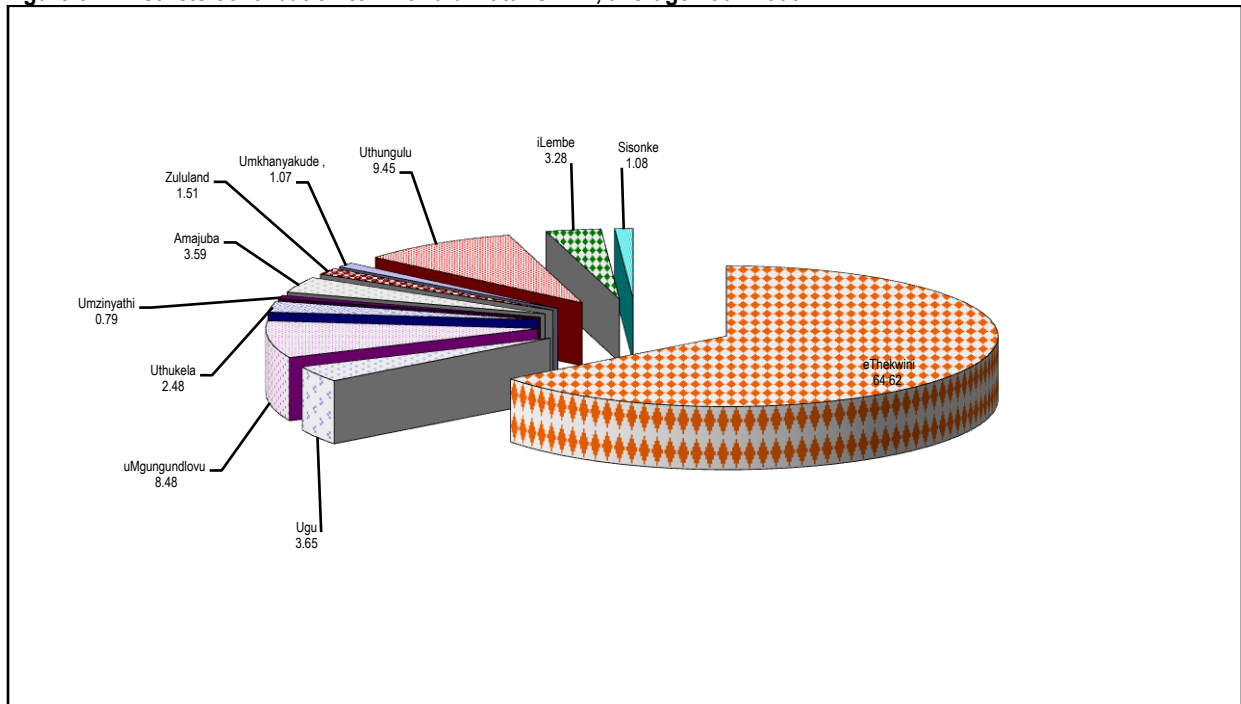 iLembe
3.28
Sisonke
1.08
Uthungulu
9.45
Umkhanyakude ,
1.07
Zululand
1.51
Amajuba
3.59
Umzinyathi
0.79
Uthukela
2.48
uMgungundlovu
8.48
Ugu
3.65
eThekwini
64.62